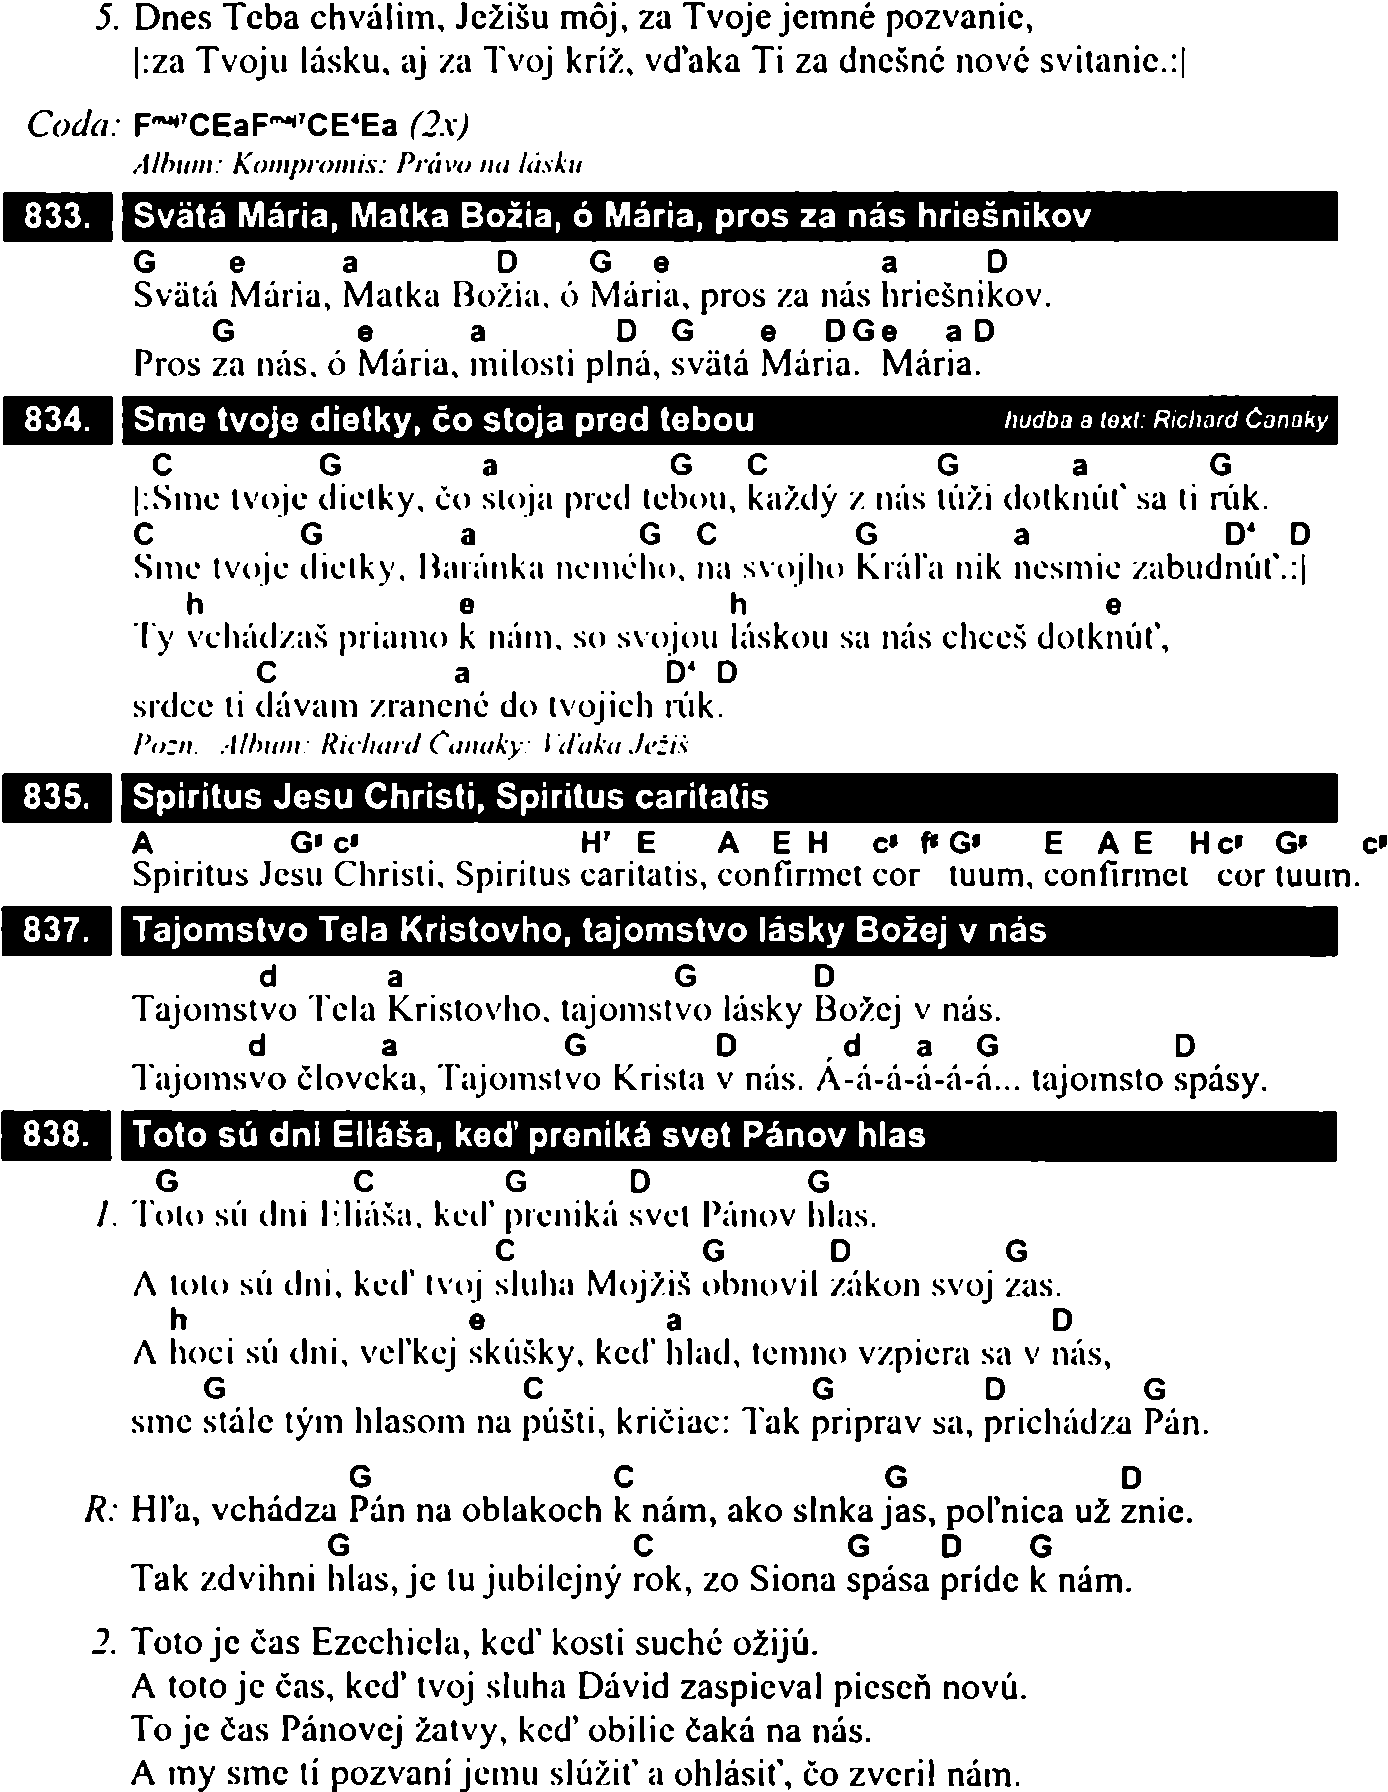 5. Dnes Teba chválim, Ježišu môj, za Tvoje jemné pozvanie,
|:za Tvoju lásku, aj za Tvoj kríž, vďaka Ti za dnešné nové svitanie.:|
Coda: Fmaj7CEaFmaj7CE4Ea (2x)
Album: Kompromis: Právo na lásku
833. Svätá Mária, Matka Božia, ó Mária, pros za nás hriešnikov
G e a D G e a D
Svätá Mária, Matka Božia, ó Mária, pros za nás hriešnikov.
G e a D G e D G e a D
Pros za nás, ó Mária, milosti plná, svätá Mária. Mária.
834. Sme tvoje dietky, čo stoja pred tebou hudba a text: Richard Čanaky
C G a G C G a G
|:Sme tvoje dietky, čo stoja pred tebou, každý z nás túži dotknúť sa ti rúk.
C G a G C G a D4 D
Sme tvoje dietky, Baránka nemého, na svojho Kráľa nik nesmie zabudnúť.:|
h e h e
Ty vchádzaš priamo k nám, so svojou láskou sa nás chceš dotknúť,
C a D4 D
srdce ti dávam zranené do tvojich rúk.
Pozn. Album: Richard Čanaky: Vďaka Ježiš
835. Spiritus Jesu Christi, Spiritus caritatis
A G# c# H7 E A E H c# f# G# E A E H c# G# c#
Spiritus Jesu Christi, Spiritus caritatis, confirmet cor tuum, confirmet cor tuum.
837. Tajomstvo Tela Kristovho, tajomstvo lásky Božej v nás
d a G D
Tajomstvo Tela Kristovho, tajomstvo lásky Božej v nás.
d a G D d a G D
Tajomsvo človeka, Tajomstvo Krista v nás. Á-á-á-á-á-á... tajomsto spásy.
838. Toto sú dni Eliáša, keď preniká svet Pánov hlas
G C G D G
1. Toto sú dni Eliáša, keď preniká svet Pánov hlas.
C G D G
A toto sú dni, keď tvoj sluha Mojžiš obnovil zákon svoj zas.
h e a D
A hoci sú dni, veľkej skúšky, keď hlad, temno vzpiera sa v nás,
G C G D G
sme stále tým hlasom na púšti, kričiac: Tak priprav sa, prichádza Pán.
G C G D
R: Hľa, vchádza Pán na oblakoch k nám, ako slnka jas, poľnica už znie.
G C G D G
Tak zdvihni hlas, je tu jubilejný rok, zo Siona spása príde k nám.
2. Toto je čas Ezechiela, keď kosti suché ožijú.
A toto je čas, keď tvoj sluha Dávid zaspieval pieseň novú.
To je čas Pánovej žatvy, keď obilie čaká na nás.
A my sme tí pozvaní jemu slúžiť a ohlásiť, čo zveril nám.